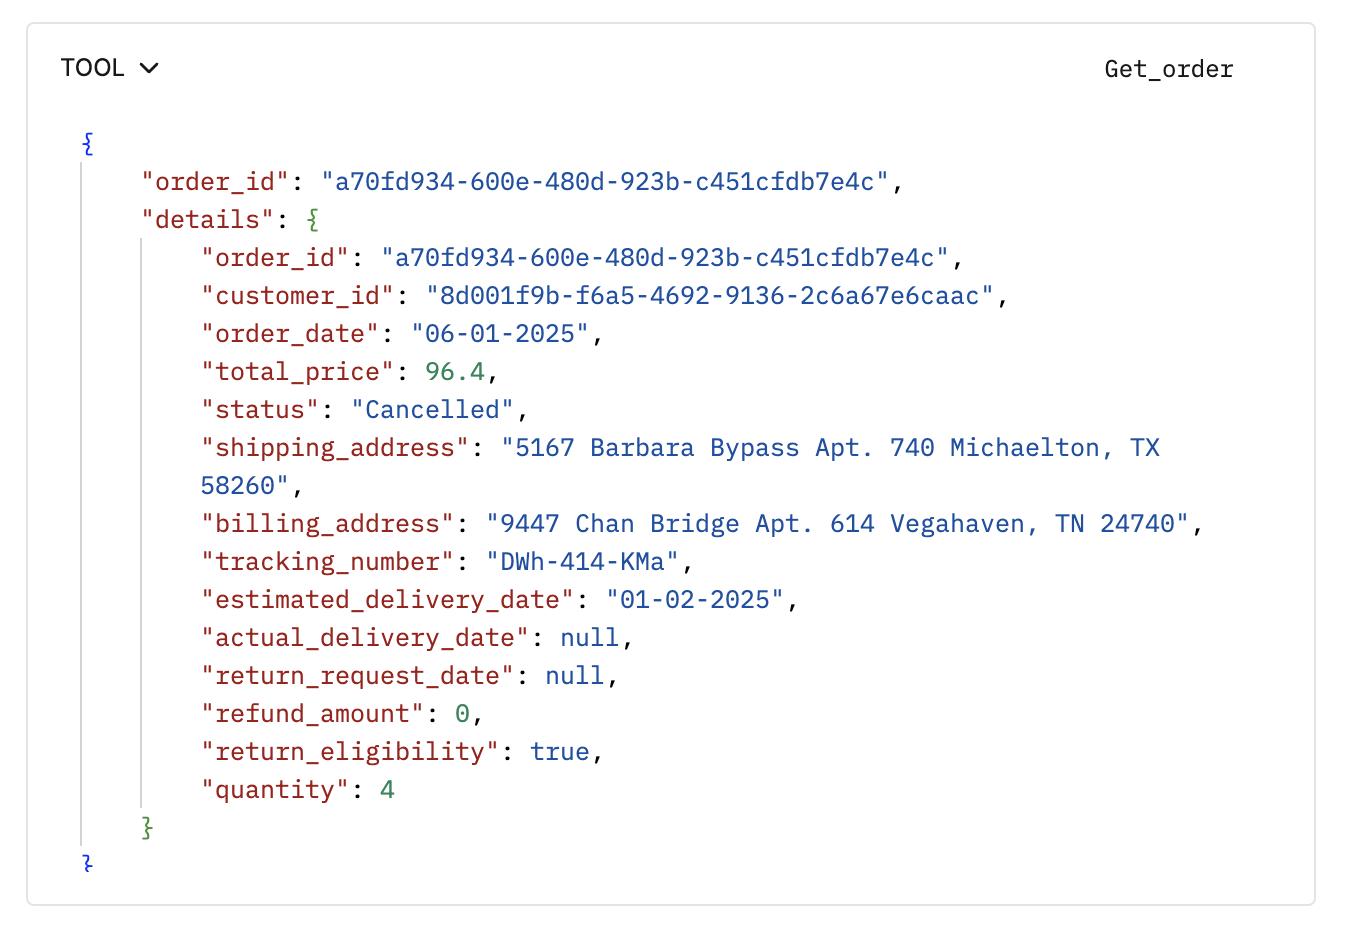 TOOL
Get_order
{
"order_id": "a70fd934-600e-480d-923b-c451cfdb7e4c",
"details": {
"order_id": "a70fd934-600e-480d-923b-c451cfdb7e4c",
"customer_id": "8d001f9b-f6a5-4692-9136-2c6a67e6caac",
"order_date": "06-01-2025",
"total_price": 96.4,
"status": "Cancelled",
"shipping_address": "5167 Barbara Bypass Apt. 740 Michaelton, TX
58260",
"billing_address": "9447 Chan Bridge Apt. 614 Vegahaven, TN 24740",
"tracking_number": "DWh-414-KMa",
"estimated_delivery_date": "01-02-2025",
"actual_delivery_date": null,
"return_request_date": null,
"refund_amount": 0,
"return_eligibility": true,
"quantity": 4
}
}